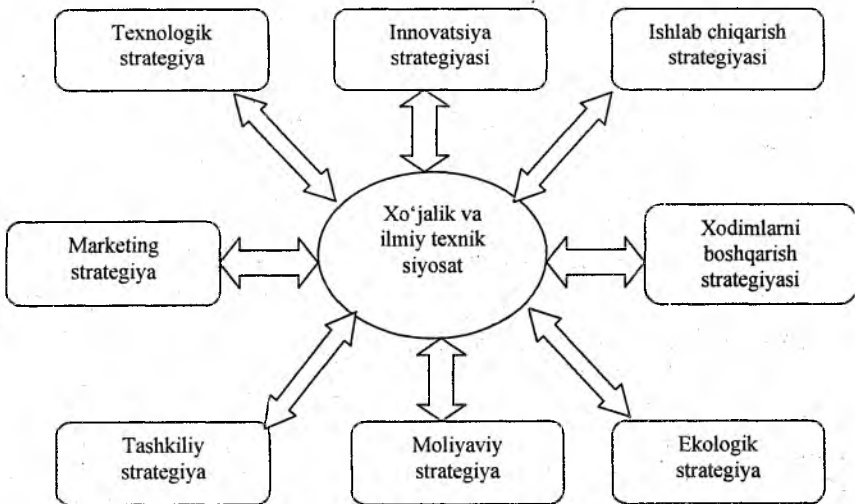 Texnologik
strategiya
Innovatsiya
strategiyasi
Ishlab chiqarish
strategiyasi
Marketing
strategiya
Xo‘jalik va
ilmiy texnik
siyosat
Xodimlarni
boshqarish
strategiyasi
Tashkiliy
strategiya
Moliyaviy
strategiya
Ekologik
strategiya